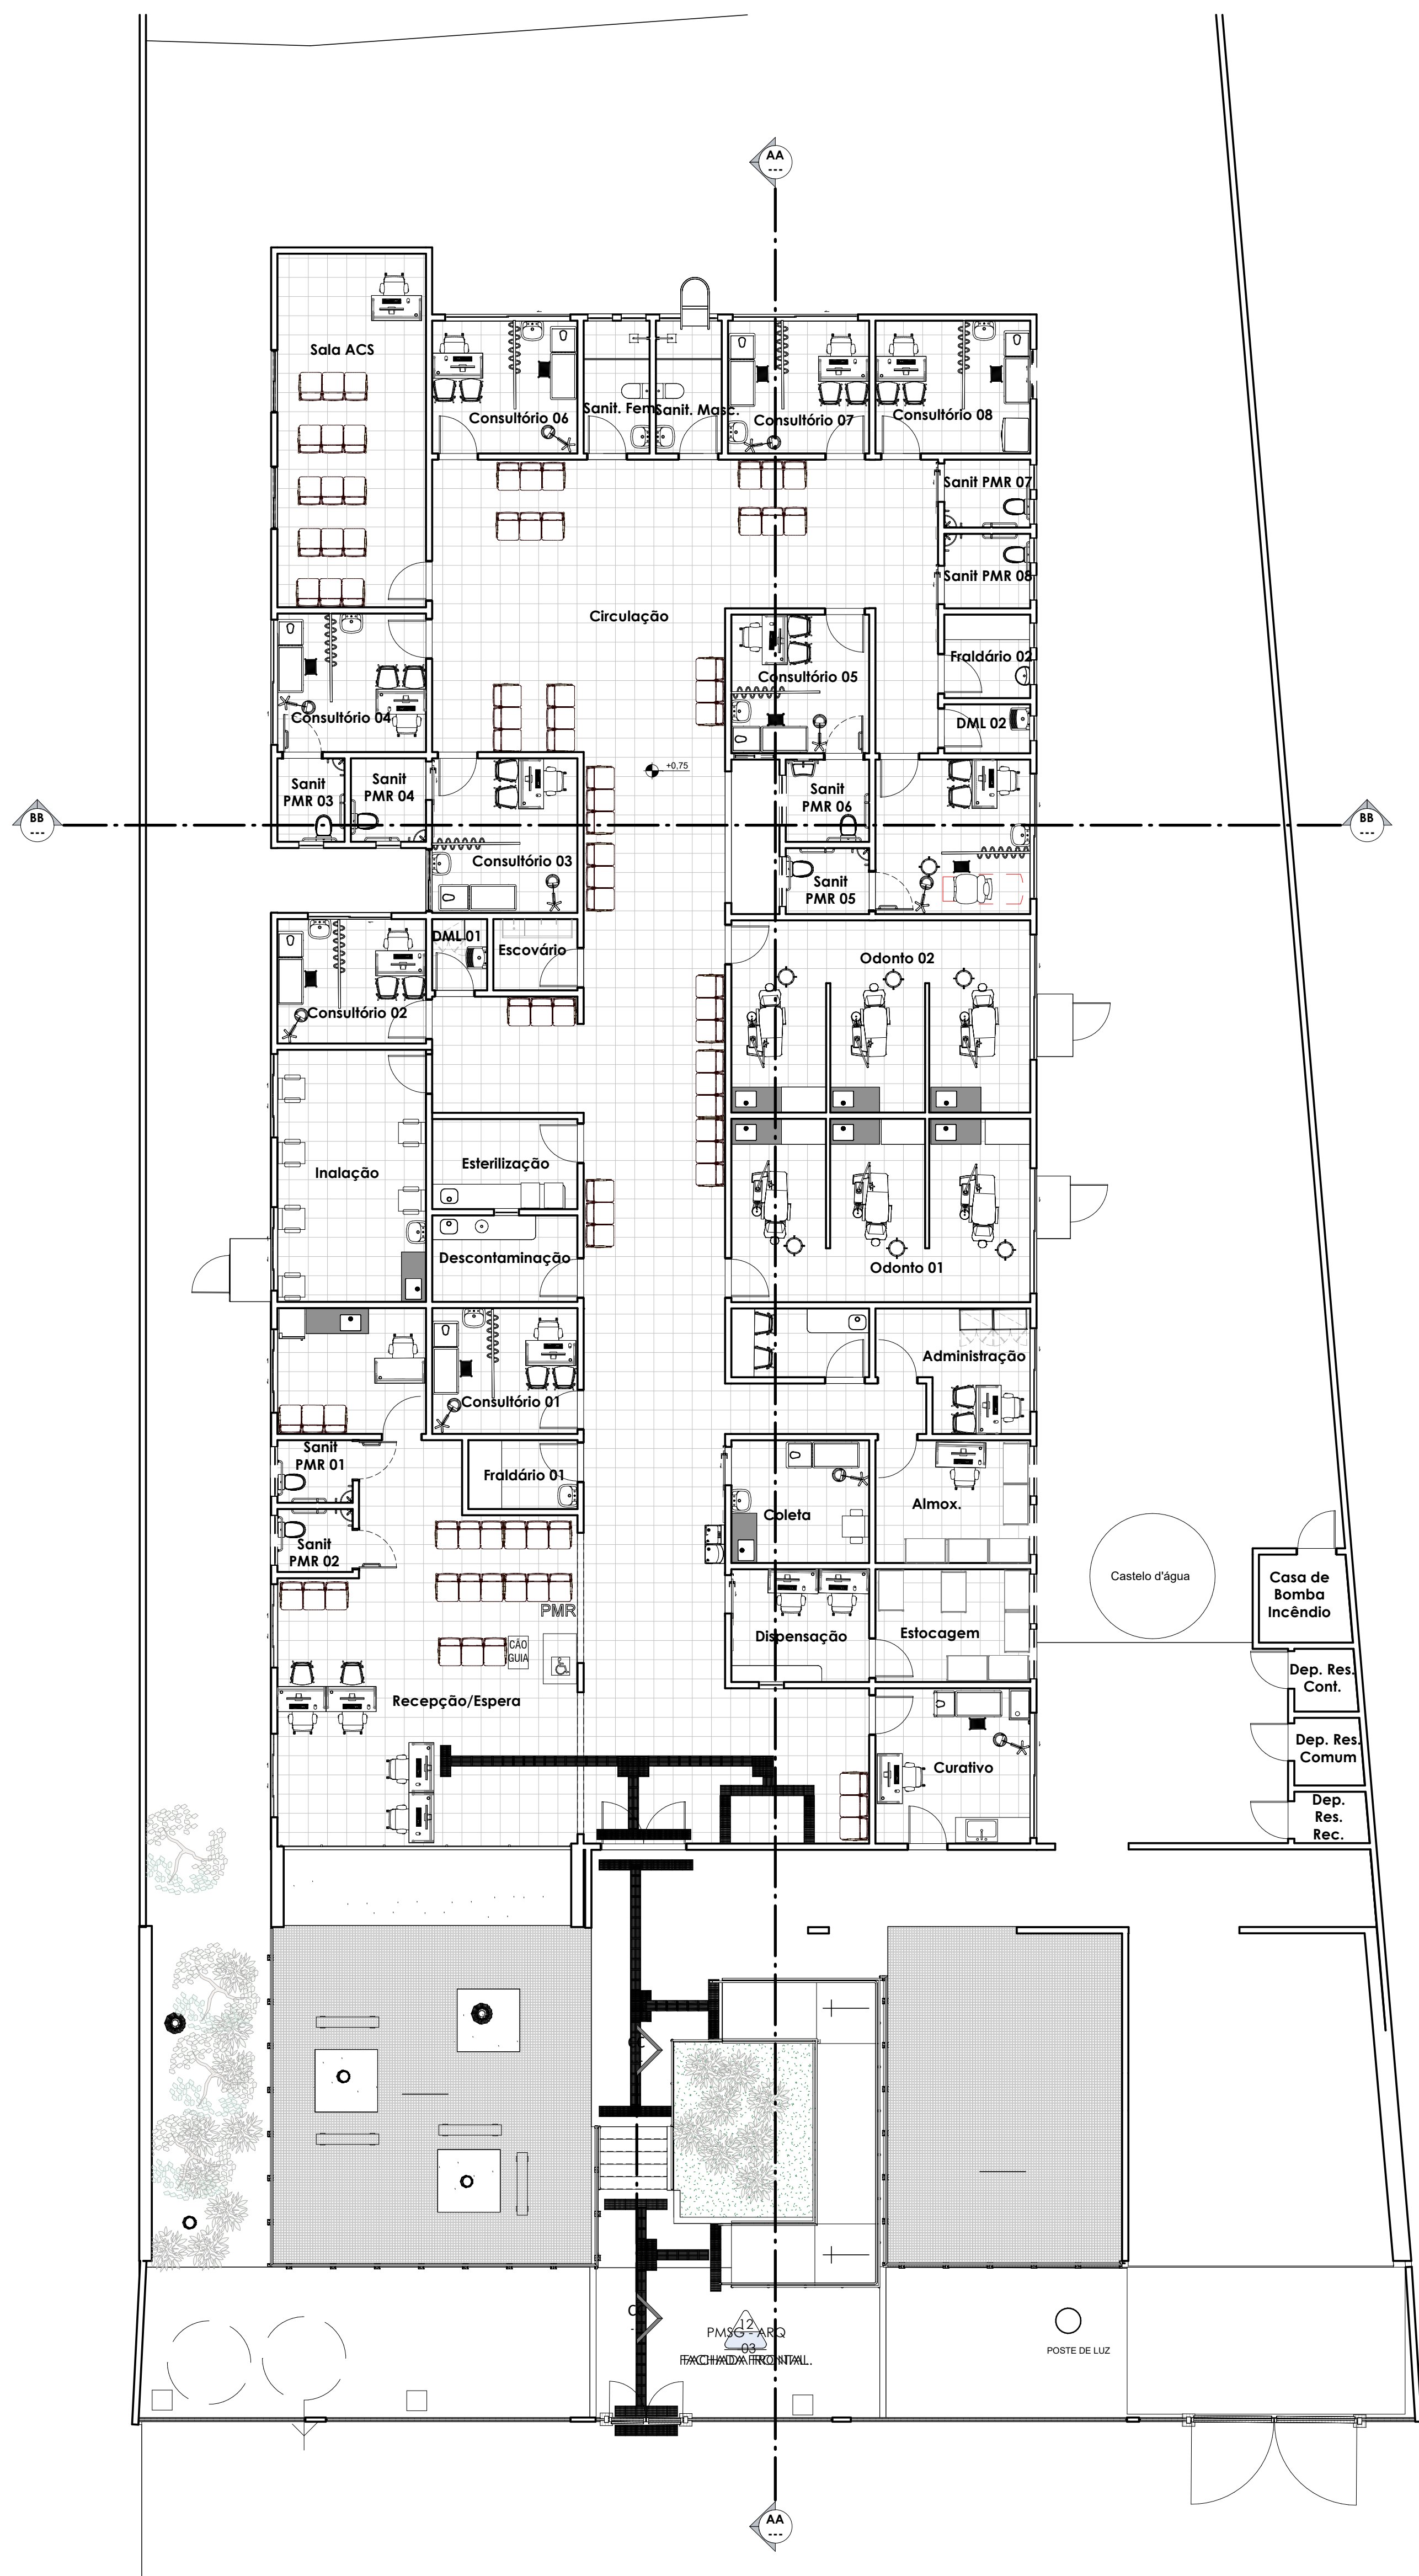 AA
---
Sala ACS
Consultório 06
Sanit. Fem.
Sanit. Masc.
Consultório 07
Consultório 08
Sanit PMR 07
Sanit PMR 08
Circulação
Fraldário 02
Consultório 05
Consultório 04
DML 02
+0,75
Sanit
PMR 03
Sanit
PMR 04
Sanit
PMR 06
BB
---
BB
---
Consultório 03
Sanit
PMR 05
DML 01
Escovário
Odonto 02
Consultório 02
Inalação
Esterilização
Descontaminação
Odonto 01
Administração
Consultório 01
Sanit
PMR 01
Fraldário 01
Coleta
Almox.
Sanit
PMR 02
Castelo d'água
Casa de
Bomba
Incêndio
PMR
CÃO
GUIA
Dispensação
Estocagem
Dep. Res.
Cont.
Recepção/Espera
Dep. Res.
Comum
Curativo
Dep.
Res.
Rec.
12
PMSG - ARQ
03
FACHADA FRONTAL.
POSTE DE LUZ
AA
---